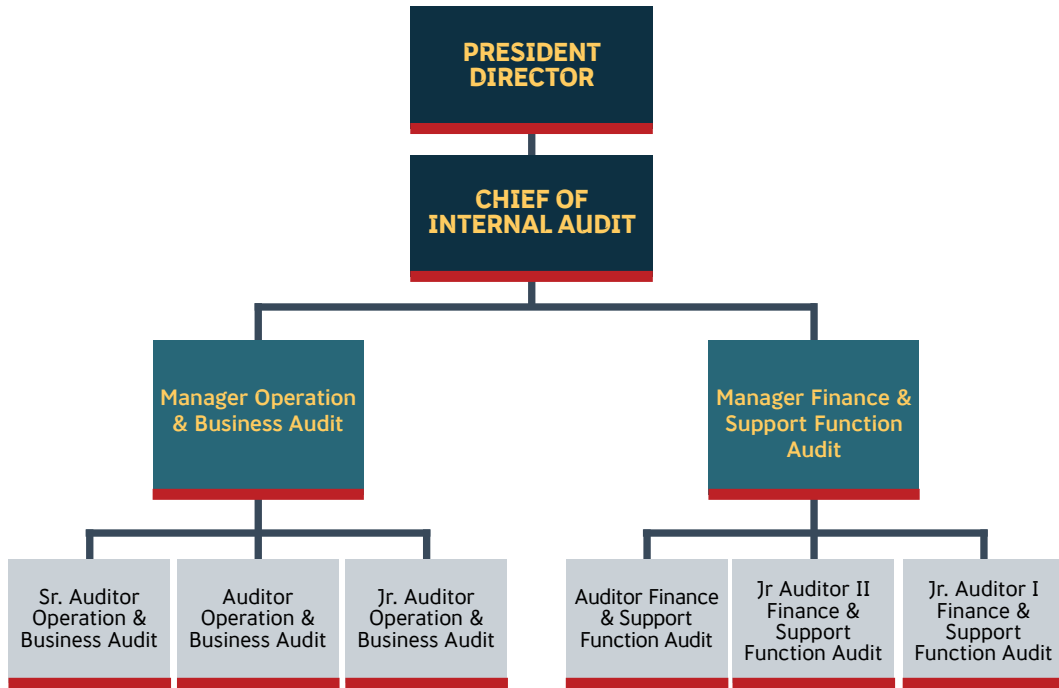 PRESIDENT
DIRECTOR
CHIEF OF
INTERNAL AUDIT
Manager Operation
& Business Audit
Manager Finance &
Support Function
Audit
Sr. Auditor
Operation &
Business Audit
Auditor
Operation &
Business Audit
Jr. Auditor
Operation &
Business Audit
Auditor Finance
& Support
Function Audit
Jr Auditor II
Finance &
Support
Function Audit
Jr. Auditor I
Finance &
Support
Function Audit